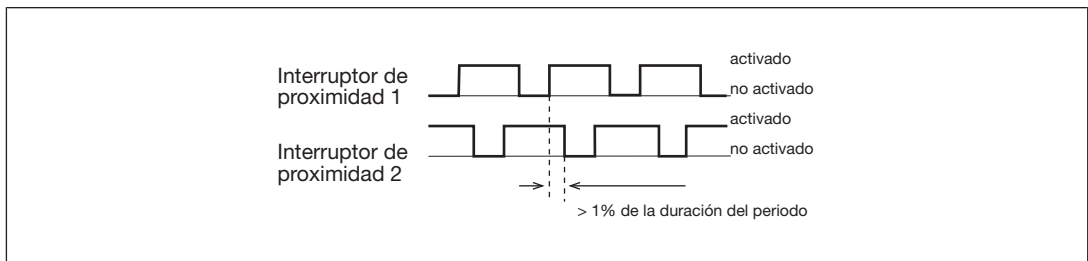 Interruptor de
proximidad 1
activado
no activado
Interruptor de
proximidad 2
activado
no activado
> 1% de la duración del periodo